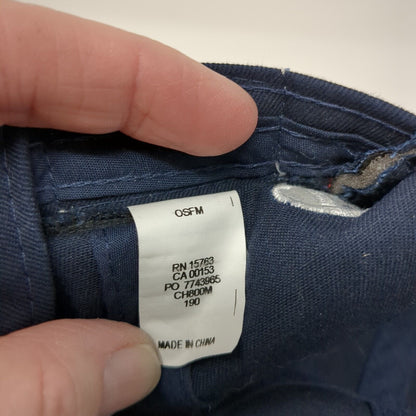 OSFM
RN 15763
CA 00153
PO 7743965
CH800M
190
MADE IN CHINA